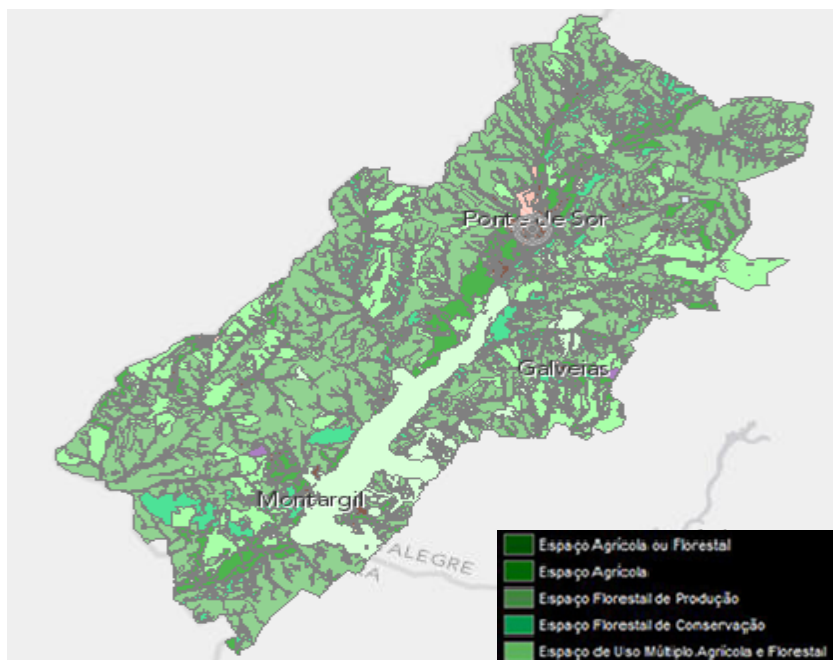 Ponte de Sor
Galveias
Montargil
ALEGRE
Espaço Agrícola ou Florestal
Espaço Agrícola
Espaço Florestal de Produção
Espaço Florestal de Conservação
Espaço de Uso Múltiplo Agrícola e Florestal